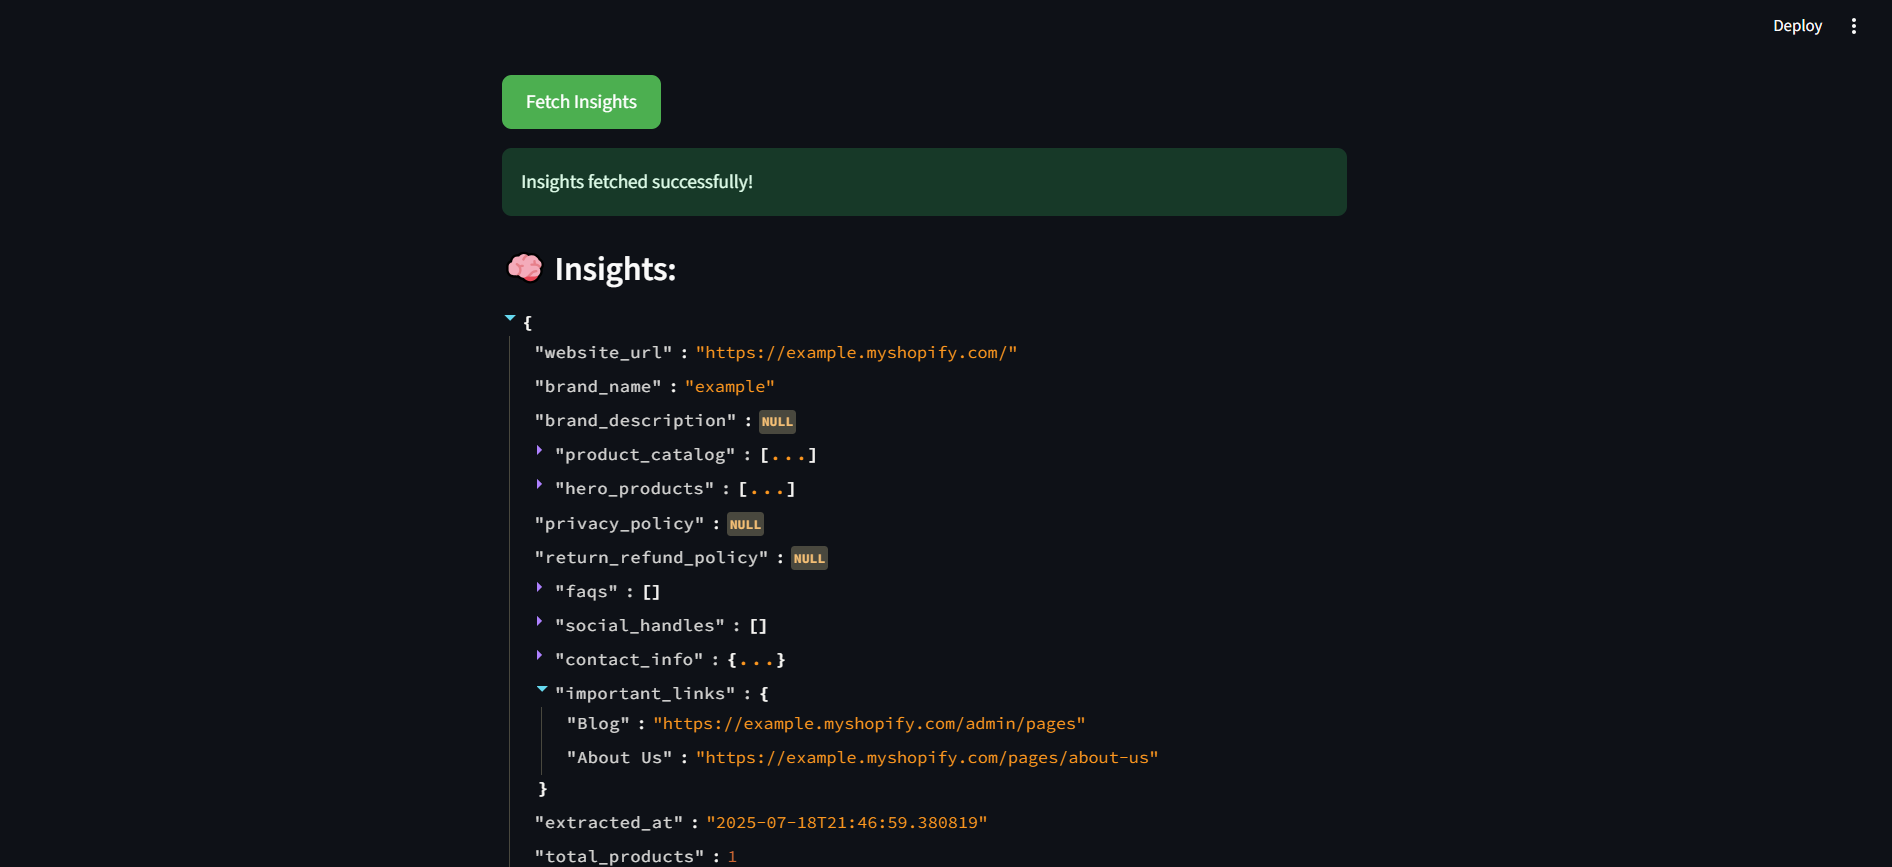 Deploy
Fetch Insights
Insights fetched successfully!
Insights:
{
"website_url" : "https://example.myshopify.com/"
"brand_name" : "example"
"brand_description" : NULL
"product_catalog" : [...]
"hero_products" : [...]
"privacy_policy" : NULL
"return_refund_policy" : NULL
"faqs" : []
"social_handles" : []
"contact_info" : {...}
"important_links" : {
"Blog" : "https://example.myshopify.com/admin/pages"
"About Us" : "https://example.myshopify.com/pages/about-us"
}
"extracted_at" : "2025-07-18T21:46:59.380819"
"total_products" : 1